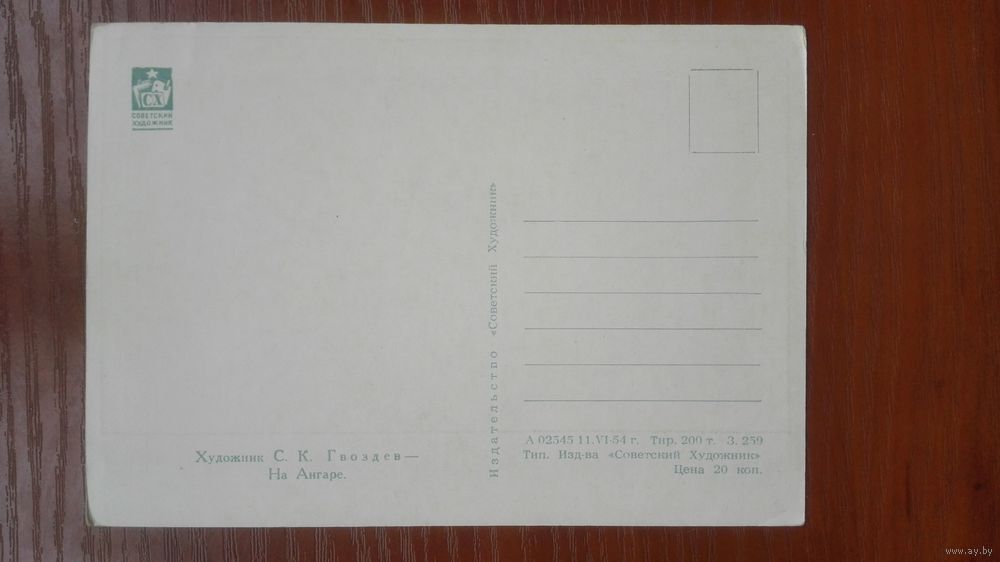 СХ
СОВЕТСКИЙ
ХУДОЖНИК
Художник С. К. Гвоздев —
На Ангаре.
Издательство «Советский Художник»
А 02545 11.VI-54 г. Тир. 200 т. З. 259
Тип. Изд-ва «Советский Художник»
Цена 20 коп.
www.ay.by